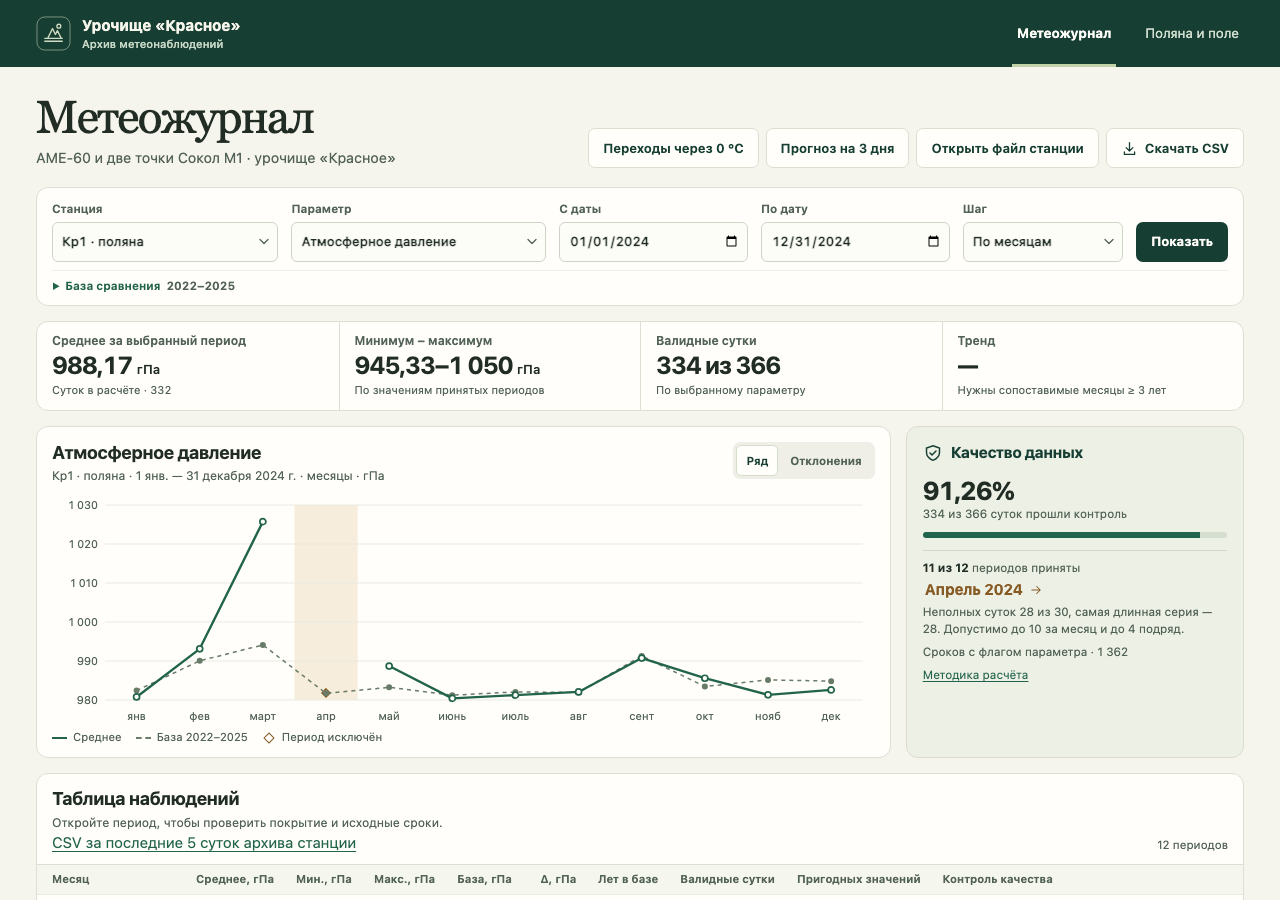 Урочище «Красное»
Архив метеонаблюдений
Метеожурнал
Поляна и поле
Метеожурнал
АМЕ-60 и две точки Сокол М1 · урочище «Красное»
Переходы через 0 °C
Прогноз на 3 дня
Открыть файл станции
Скачать CSV
Станция
Параметр
С даты
По дату
Шаг
Кр1 · поляна
Атмосферное давление
01/01/2024
12/31/2024
По месяцам
Показать
База сравнения 2022–2025
Среднее за выбранный период
988,17 гПа
Суток в расчёте · 332
Минимум – максимум
945,33–1 050 гПа
По значениям принятых периодов
Валидные сутки
334 из 366
По выбранному параметру
Тренд
—
Нужны сопоставимые месяцы ≥ 3 лет
Атмосферное давление
Кр1 · поляна · 1 янв. — 31 декабря 2024 г. · месяцы · гПа
Ряд
Отклонения
1 030
1 020
1 010
1 000
990
980
янв фев март апр май июнь июль авг сент окт нояб дек
Среднее
База 2022–2025
Период исключён
Качество данных
91,26%
334 из 366 суток прошли контроль
11 из 12 периодов приняты
Апрель 2024 →
Неполных суток 28 из 30, самая длинная серия —
28. Допустимо до 10 за месяц и до 4 подряд.
Сроков с флагом параметра · 1 362
Методика расчёта
Таблица наблюдений
Откройте период, чтобы проверить покрытие и исходные сроки.
CSV за последние 5 суток архива станции
12 периодов
Месяц Среднее, гПа Мин., гПа Макс., гПа База, гПа Δ, гПа Лет в базе Валидные сутки Пригодных значений Контроль качества